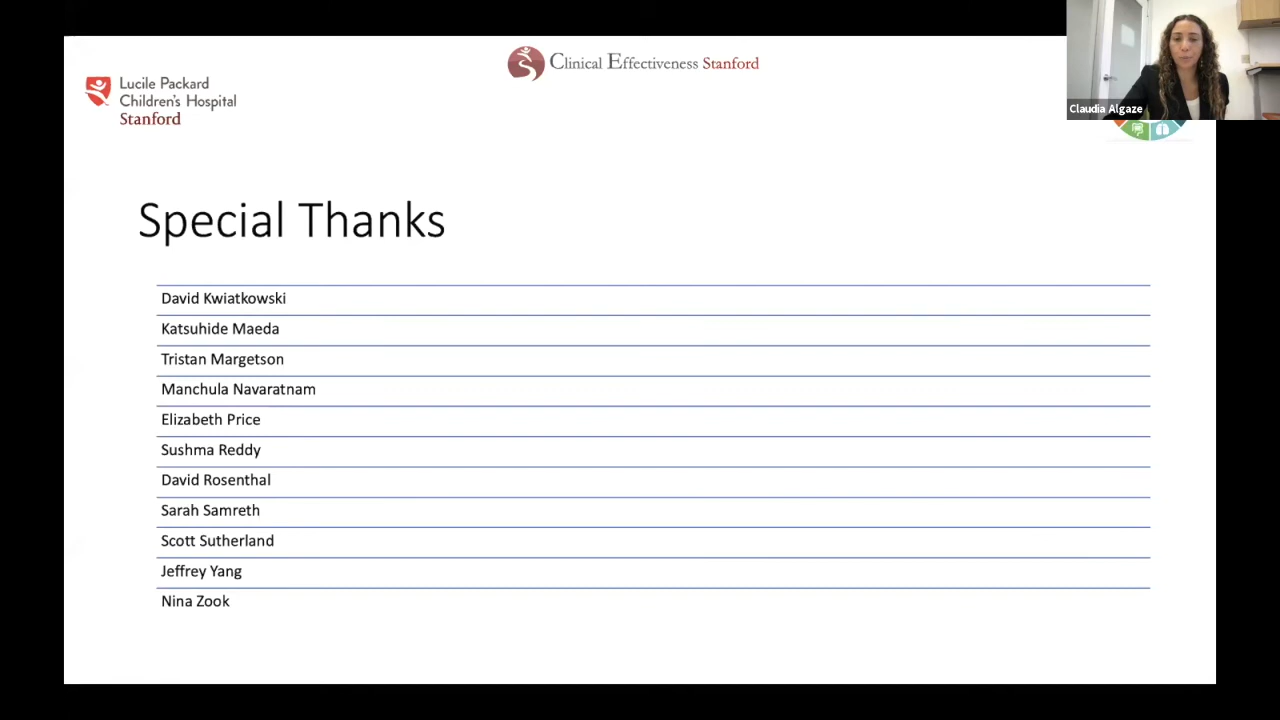 Clinical Effectiveness Stanford
Lucile Packard
Children's Hospital
Stanford
Claudia Algaze
Special Thanks
David Kwiatkowski
Katsuhide Maeda
Tristan Margetson
Manchula Navaratnam
Elizabeth Price
Sushma Reddy
David Rosenthal
Sarah Samreth
Scott Sutherland
Jeffrey Yang
Nina Zook